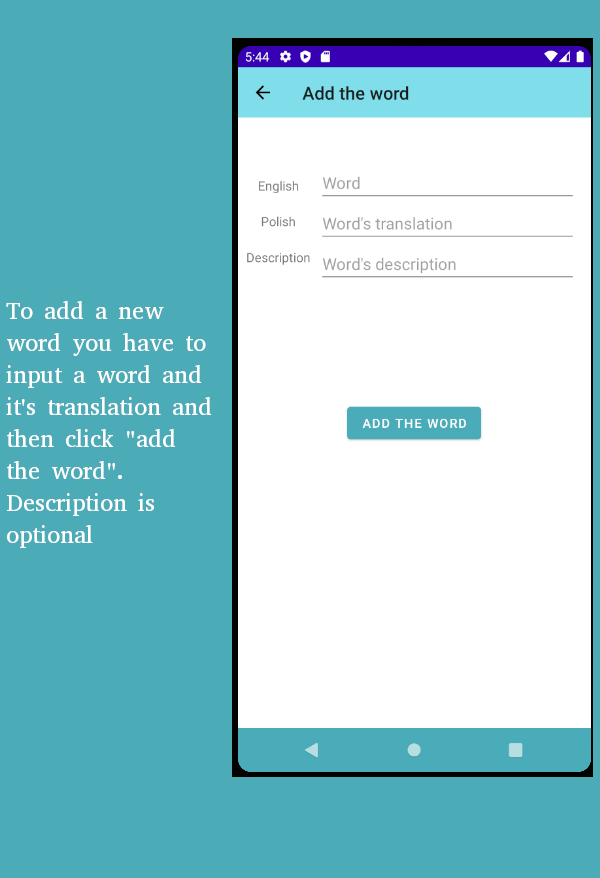 To add a new
word you have to
input a word and
it's translation and
then click "add
the word".
Description is
optional
5:44
Add the word
English
Word
Polish
Word's translation
Description
Word's description
ADD THE WORD